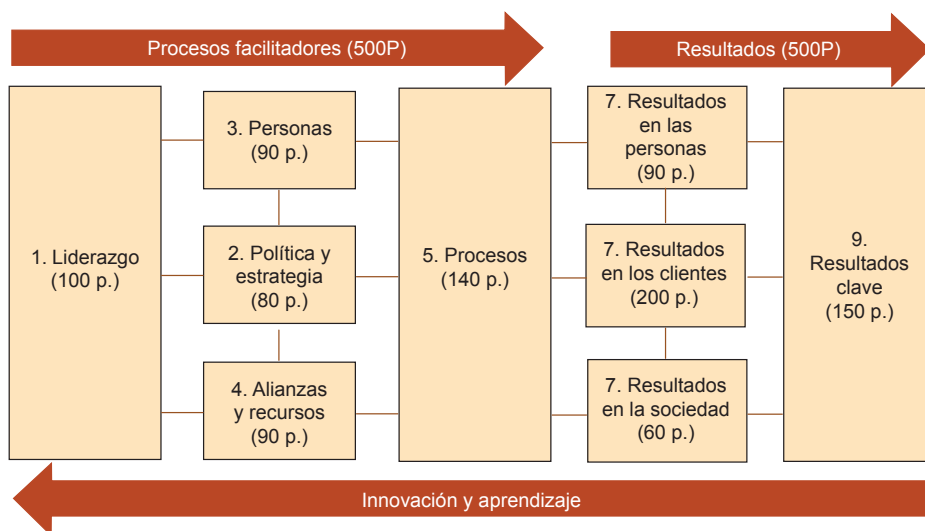 Procesos facilitadores (500P)
Resultados (500P)
1. Liderazgo
(100 p.)
3. Personas
(90 p.)
2. Política y
estrategia
(80 p.)
4. Alianzas
y recursos
(90 p.)
5. Procesos
(140 p.)
7. Resultados
en las
personas
(90 p.)
7. Resultados
en los clientes
(200 p.)
7. Resultados
en la sociedad
(60 p.)
9.
Resultados
clave
(150 p.)
Innovación y aprendizaje